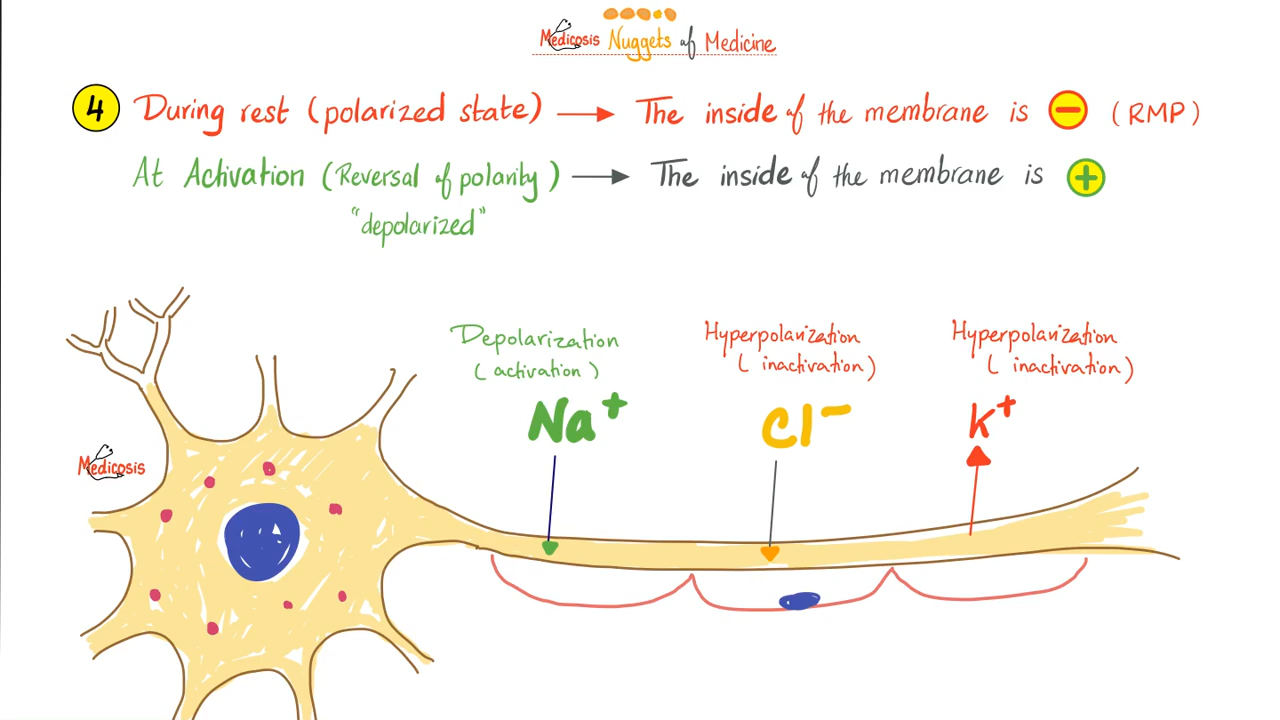 Medicosis Nuggets of Medicine
4 During rest (polarized state) → The inside of the membrane is − (RMP)
At Activation (Reversal of polarity) → The inside of the membrane is +
"depolarized"
Depolarization
(activation)
Na+
Hyperpolarization
(inactivation)
Cl−
Hyperpolarization
(inactivation)
K+
Medicosis